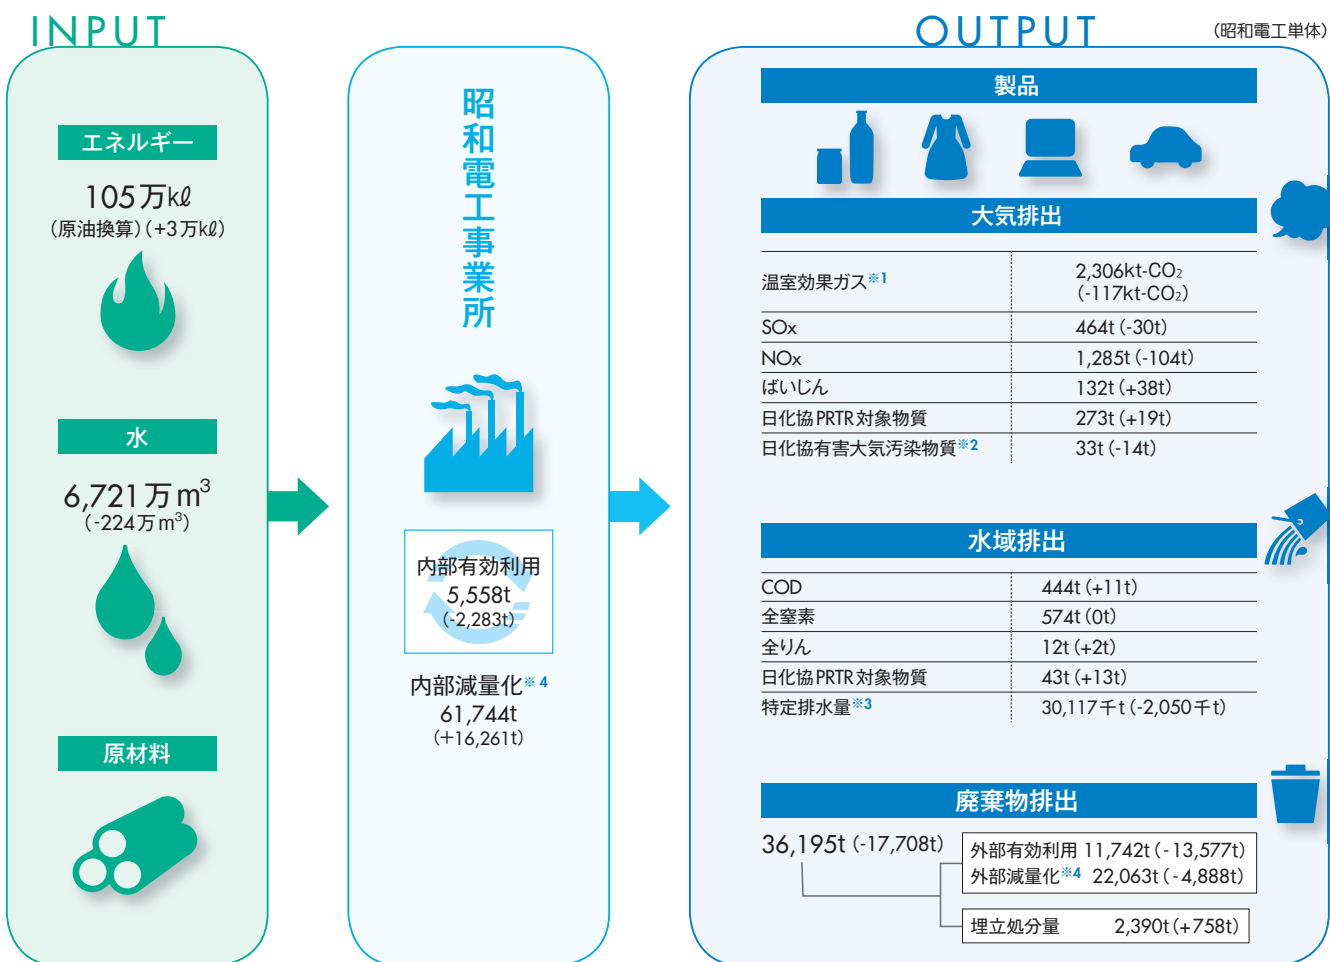 INPUT
エネルギー
105万kℓ
(原油換算)(+3万kℓ)
水
6,721万m³
(-224万m³)
原材料
昭和電工事業所
内部有効利用
5,558t
(-2,283t)
内部減量化※4
61,744t
(+16,261t)
OUTPUT
(昭和電工単体)
製品
大気排出
温室効果ガス※1 2,306kt-CO₂
(-117kt-CO₂)
SOx 464t (-30t)
NOx 1,285t (-104t)
ばいじん 132t (+38t)
日化協PRTR対象物質 273t (+19t)
日化協有害大気汚染物質※2 33t (-14t)
水域排出
COD 444t (+11t)
全窒素 574t (0t)
全りん 12t (+2t)
日化協PRTR対象物質 43t (+13t)
特定排水量※3 30,117千t (-2,050千t)
廃棄物排出
36,195t (-17,708t)
外部有効利用 11,742t (-13,577t)
外部減量化※4 22,063t (-4,888t)
埋立処分量 2,390t (+758t)